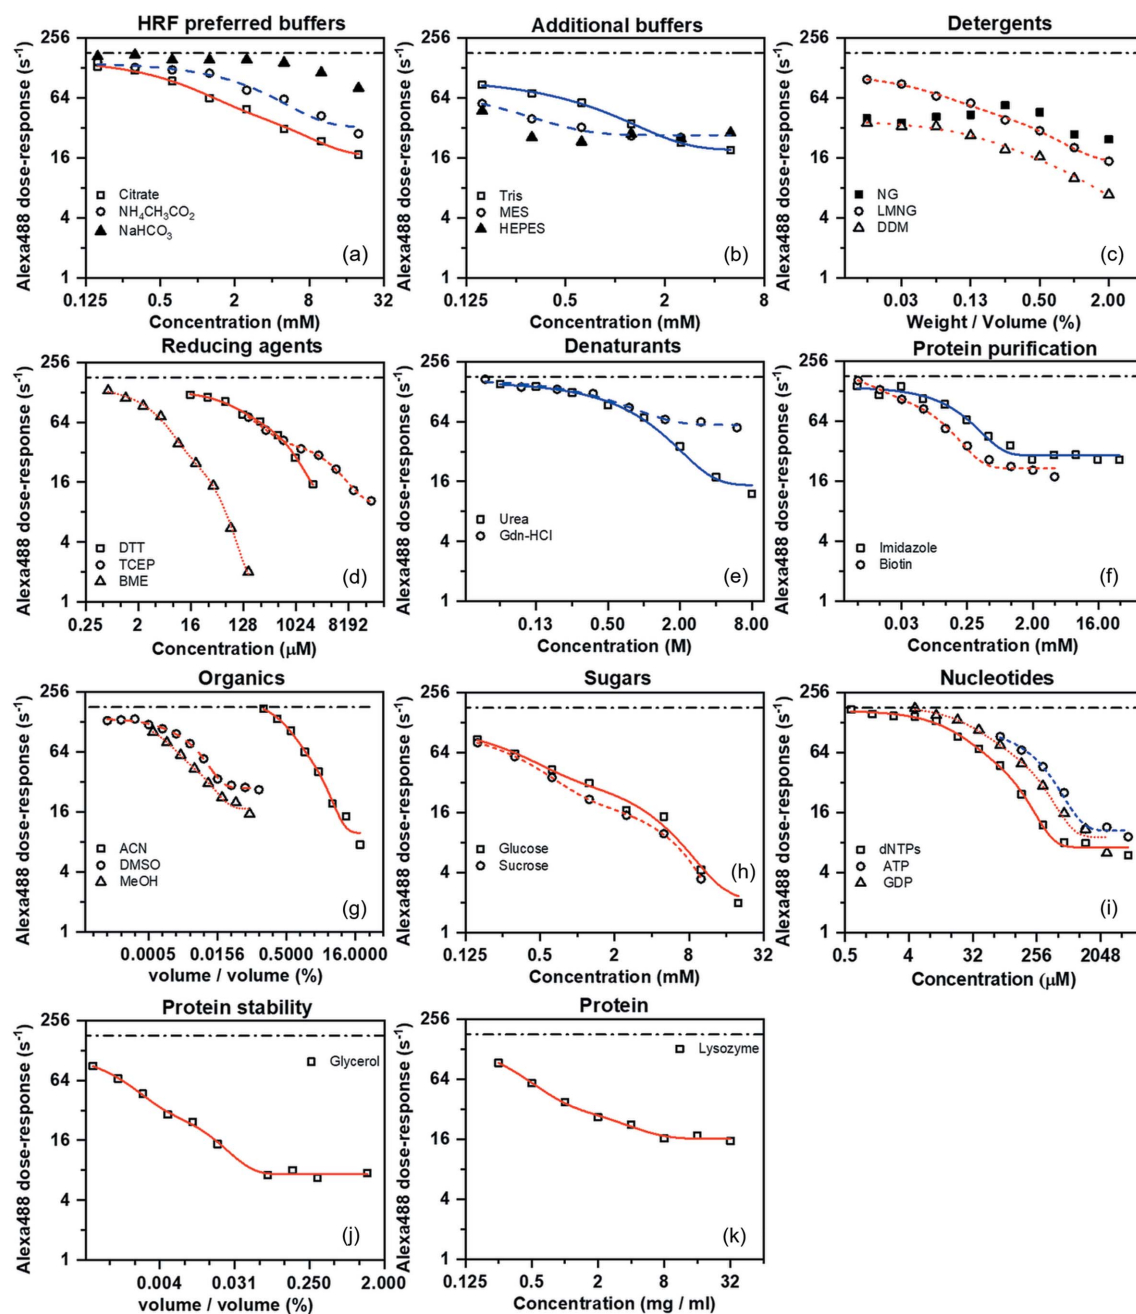 HRF preferred buffers
Alexa488 dose-response (s⁻¹)
256
64
16
4
1
Citrate
NH₄CH₃CO₂
NaHCO₃
(a)
0.125 0.5 2 8 32
Concentration (mM)
Additional buffers
Alexa488 dose-response (s⁻¹)
256
64
16
4
1
Tris
MES
HEPES
(b)
0.125 0.5 2 8
Concentration (mM)
Detergents
Alexa488 dose-response (s⁻¹)
256
64
16
4
1
NG
LMNG
DDM
(c)
0.03 0.13 0.50 2.00
Weight / Volume (%)
Reducing agents
Alexa488 dose-response (s⁻¹)
256
64
16
4
1
DTT
TCEP
BME
(d)
0.25 2 16 128 1024 8192
Concentration (μM)
Denaturants
Alexa488 dose-response (s⁻¹)
256
64
16
4
1
Urea
Gdn-HCl
(e)
0.13 0.50 2.00 8.00
Concentration (M)
Protein purification
Alexa488 dose-response (s⁻¹)
256
64
16
4
1
Imidazole
Biotin
(f)
0.03 0.25 2.00 16.00
Concentration (mM)
Organics
Alexa488 dose-response (s⁻¹)
256
64
16
4
1
ACN
DMSO
MeOH
(g)
0.0005 0.0156 0.5000 16.0000
volume / volume (%)
Sugars
Alexa488 dose-response (s⁻¹)
256
64
16
4
1
Glucose
Sucrose
(h)
0.125 0.5 2 8 32
Concentration (mM)
Nucleotides
Alexa488 dose-response (s⁻¹)
256
64
16
4
1
dNTPs
ATP
GDP
(i)
0.5 4 32 256 2048
Concentration (μM)
Protein stability
Alexa488 dose-response (s⁻¹)
256
64
16
4
1
Glycerol
(j)
0.004 0.031 0.250 2.000
volume / volume (%)
Protein
Alexa488 dose-response (s⁻¹)
256
64
16
4
1
Lysozyme
(k)
0.125 0.5 2 8 32
Concentration (mg / ml)